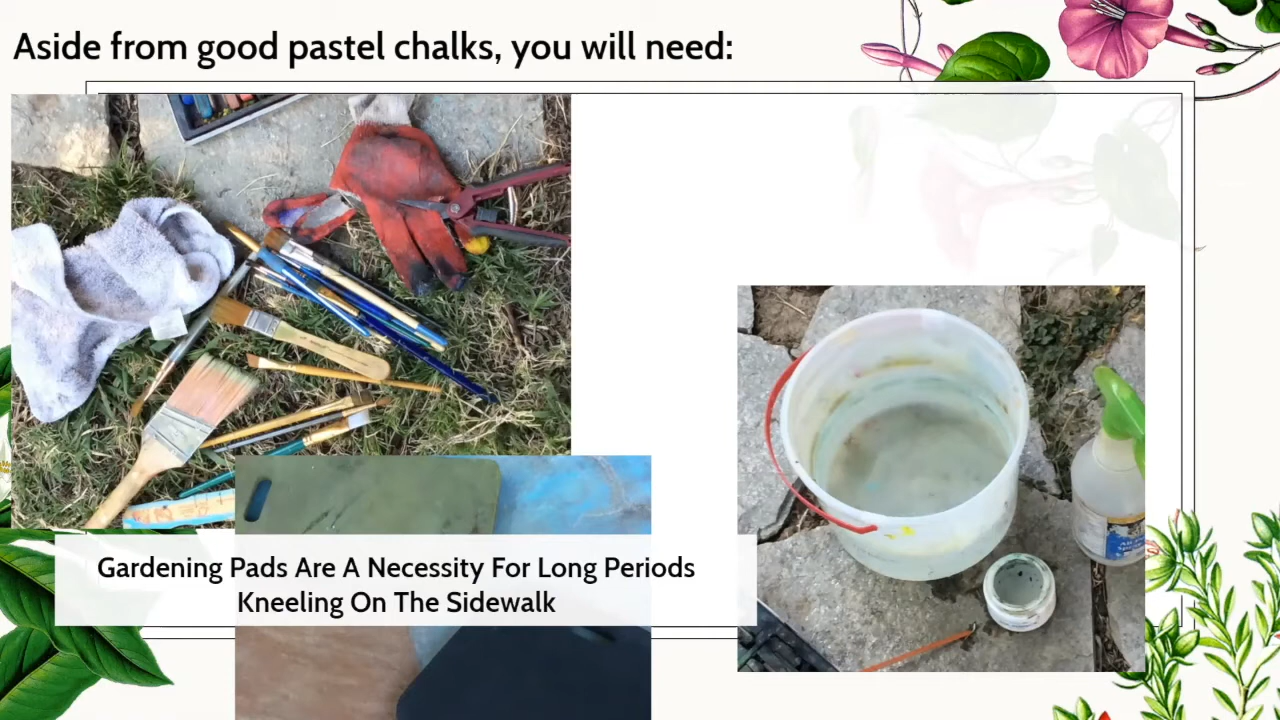 Aside from good pastel chalks, you will need:
Gardening Pads Are A Necessity For Long Periods
Kneeling On The Sidewalk